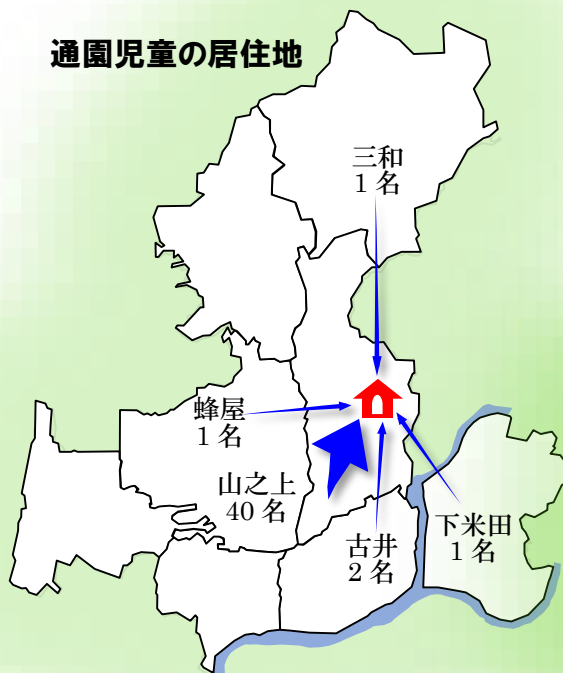 通園児童の居住地
三和
1 名
蜂屋
1 名
山之上
40 名
古井
2 名
下米田
1 名